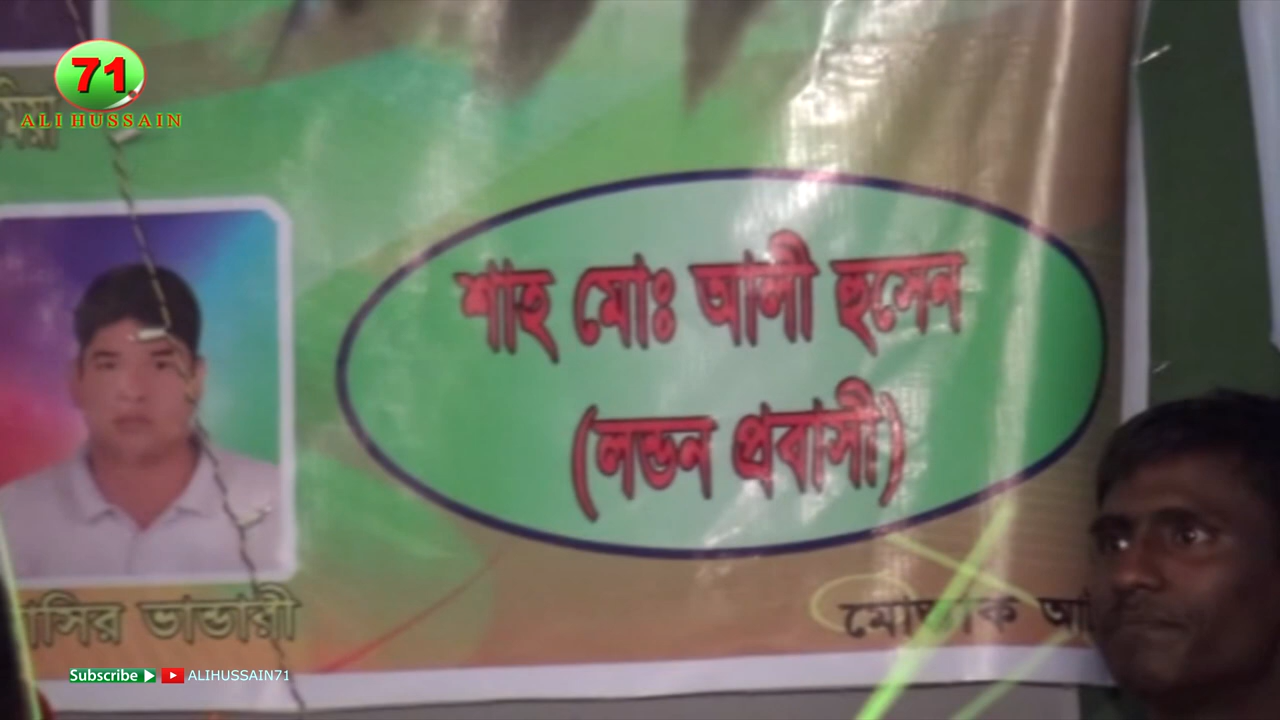 71
ALI HUSSAIN
শাহ মোঃ আলী হুসেন
(লন্ডন প্রবাসী)
ভান্ডারী
Subscribe
ALIHUSSAIN71